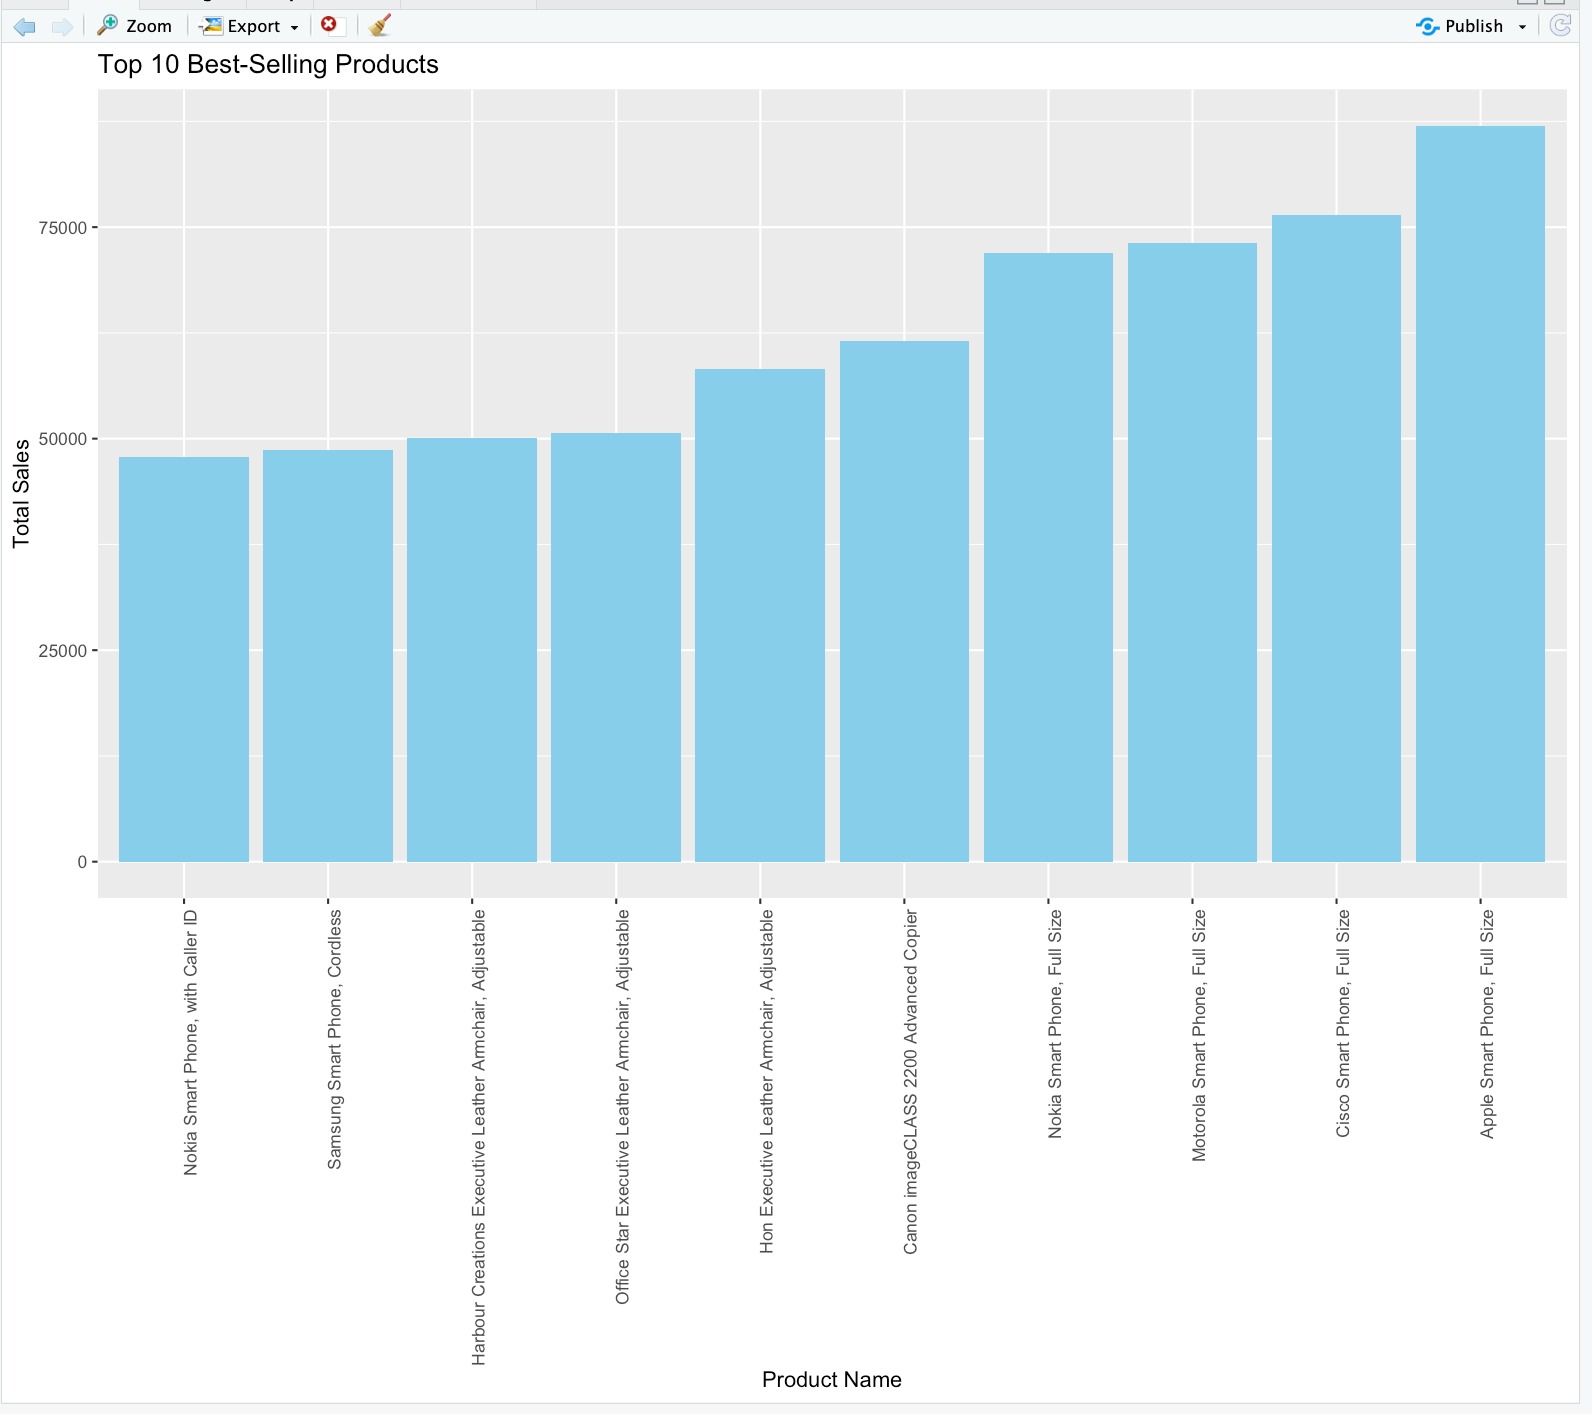 Zoom Export Publish
Top 10 Best-Selling Products
75000
50000
25000
0
Total Sales
Nokia Smart Phone, with Caller ID
Samsung Smart Phone, Cordless
Harbour Creations Executive Leather Armchair, Adjustable
Office Star Executive Leather Armchair, Adjustable
Hon Executive Leather Armchair, Adjustable
Canon imageCLASS 2200 Advanced Copier
Nokia Smart Phone, Full Size
Motorola Smart Phone, Full Size
Cisco Smart Phone, Full Size
Apple Smart Phone, Full Size
Product Name